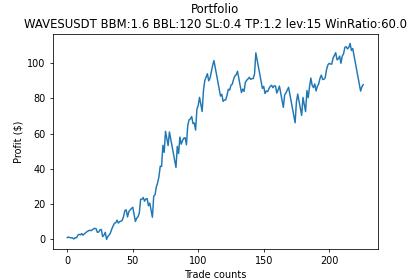 Portfolio
WAVESUSDT BBM:1.6 BBL:120 SL:0.4 TP:1.2 lev:15 WinRatio:60.0
100
80
60
40
20
0
Profit ($)
0 50 100 150 200
Trade counts